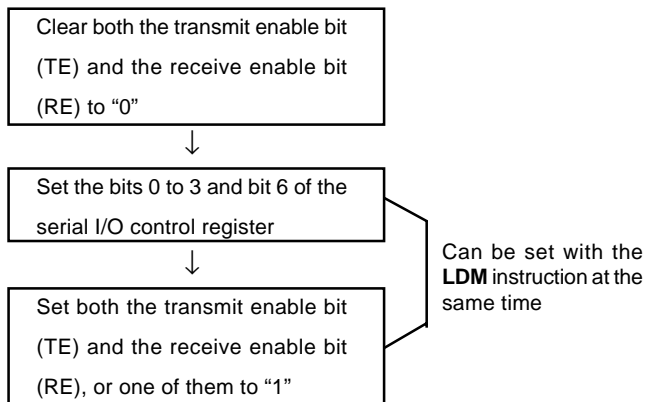 Clear both the transmit enable bit
(TE) and the receive enable bit
(RE) to “0”
↓
Set the bits 0 to 3 and bit 6 of the
serial I/O control register
↓
Set both the transmit enable bit
(TE) and the receive enable bit
(RE), or one of them to “1”
Can be set with the
LDM instruction at the
same time